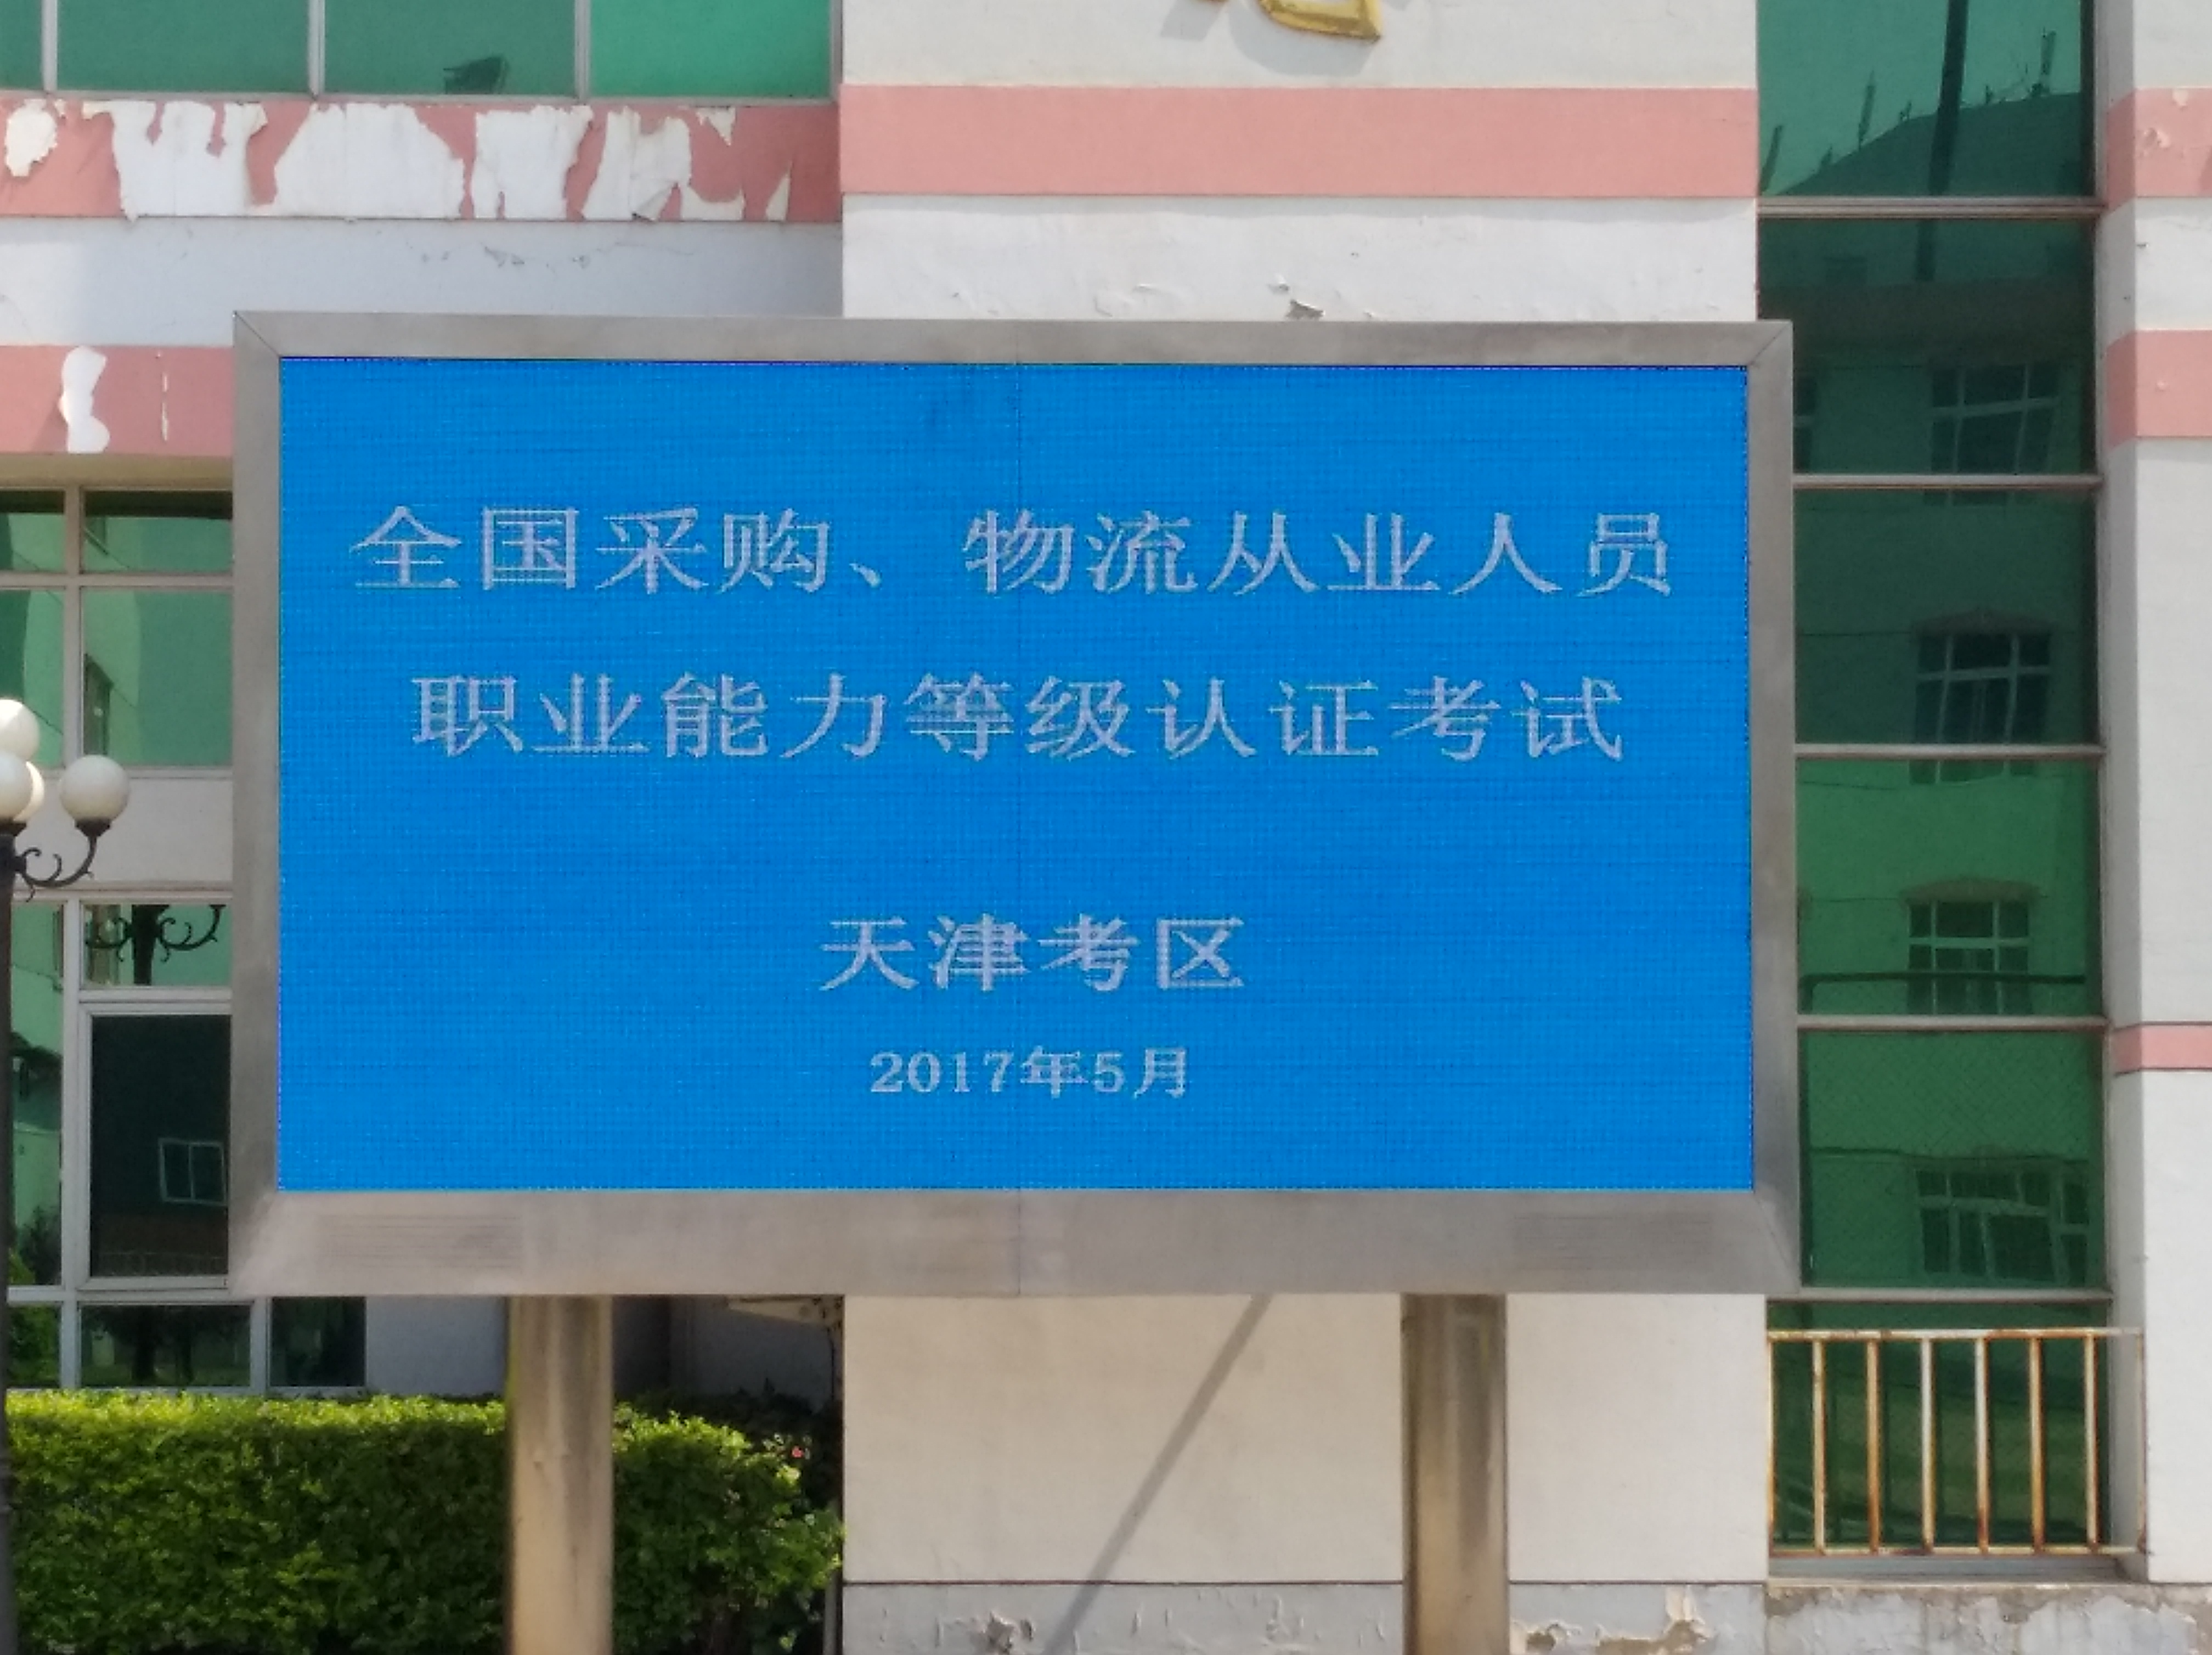 全国采购、物流从业人员
职业能力等级认证考试
天津考区
2017年5月